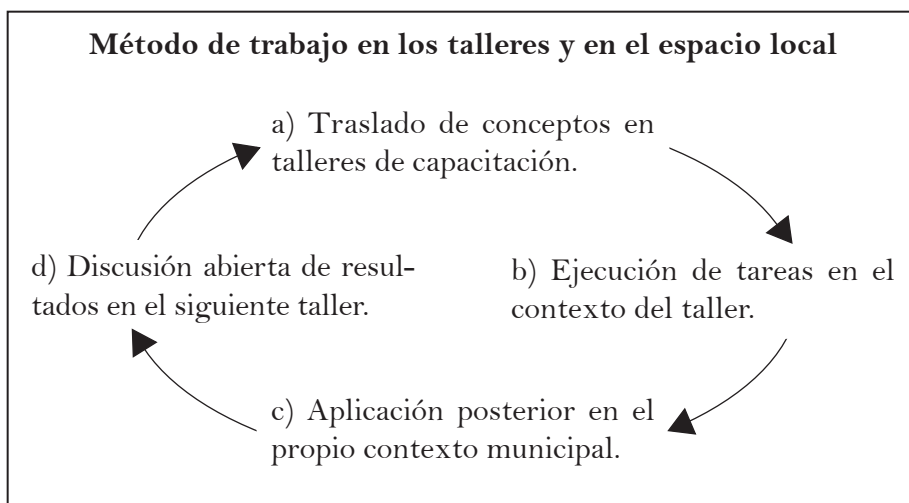 Método de trabajo en los talleres y en el espacio local
a) Traslado de conceptos en
talleres de capacitación.
b) Ejecución de tareas en el
contexto del taller.
c) Aplicación posterior en el
propio contexto municipal.
d) Discusión abierta de resul-
tados en el siguiente taller.